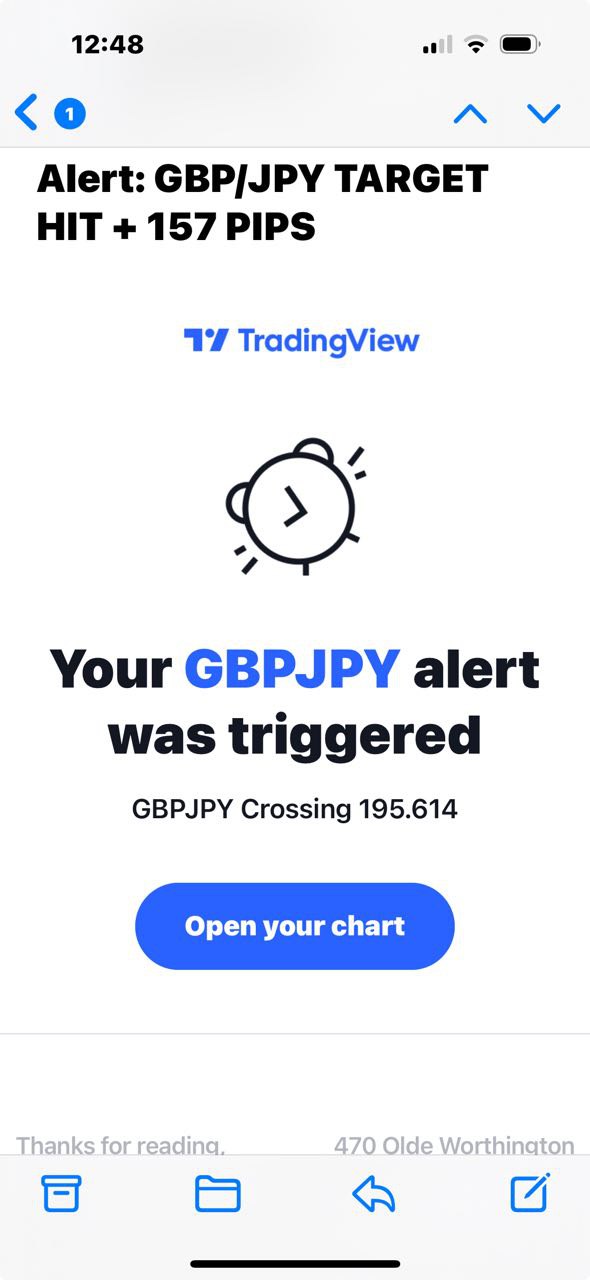 12:48
1
Alert: GBP/JPY TARGET
HIT + 157 PIPS
TradingView
Your GBPJPY alert
was triggered
GBPJPY Crossing 195.614
Open your chart
Thanks for reading, 470 Olde Worthington